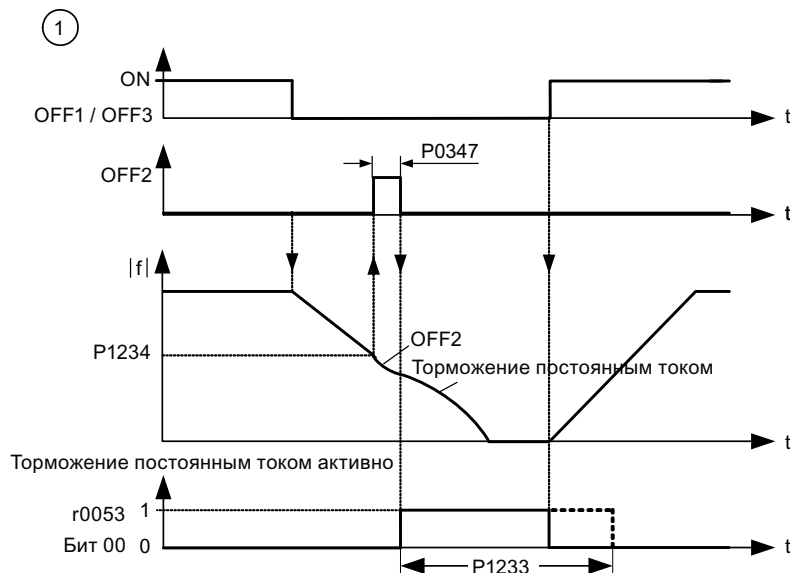 1
ON
OFF1 / OFF3
t
P0347
OFF2
t
|f|
P1234
OFF2
Торможение постоянным током
t
Торможение постоянным током активно
r0053 1
Бит 00 0
t
P1233